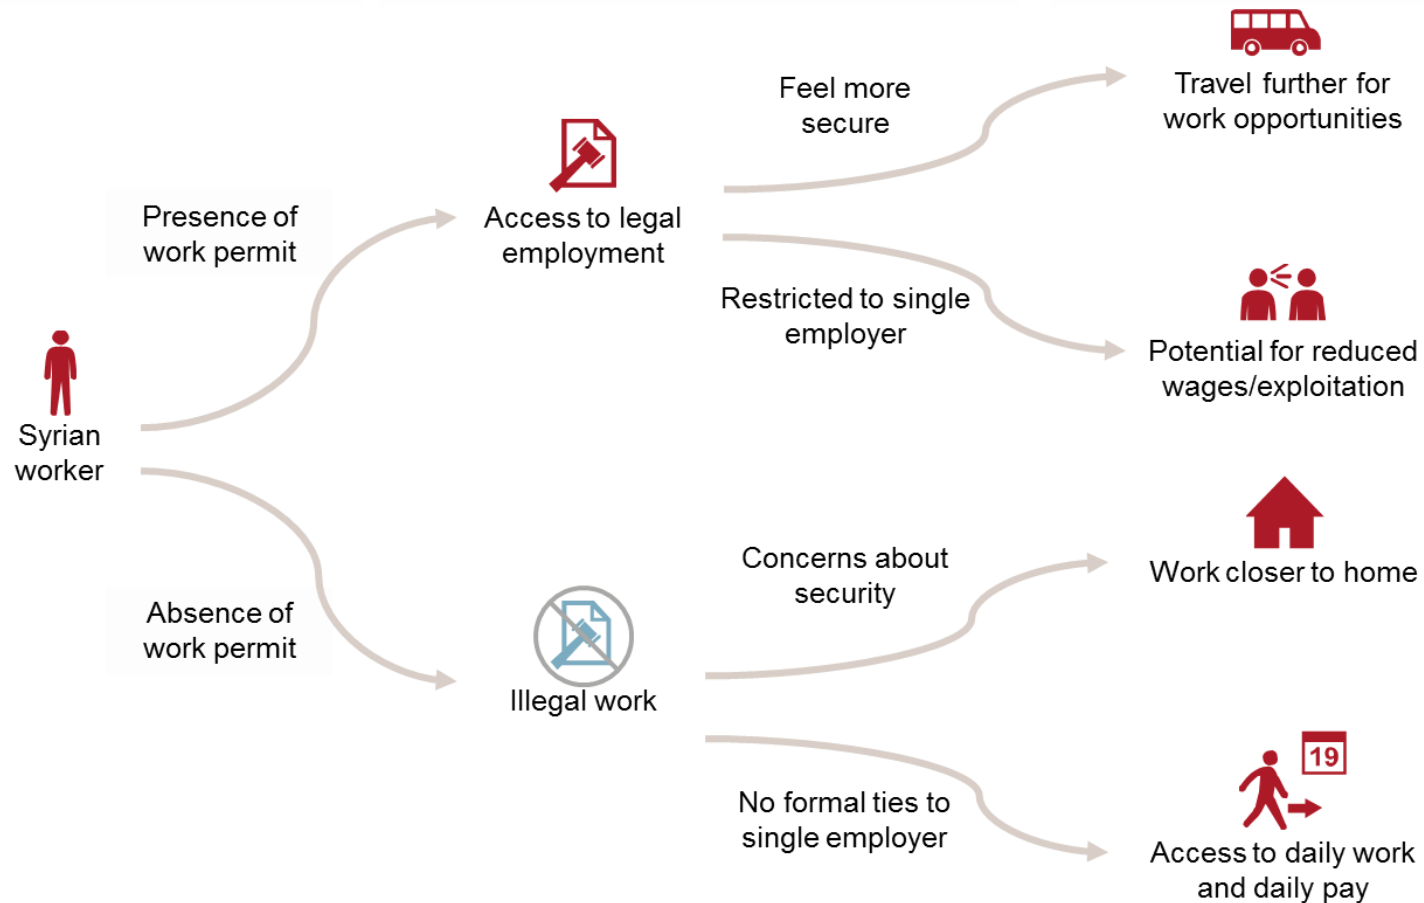 Feel more
secure
Travel further for
work opportunities
Presence of
work permit
Access to legal
employment
Restricted to single
employer
Potential for reduced
wages/exploitation
Syrian
worker
Concerns about
security
Work closer to home
Absence of
work permit
Illegal work
19
No formal ties to
single employer
Access to daily work
and daily pay